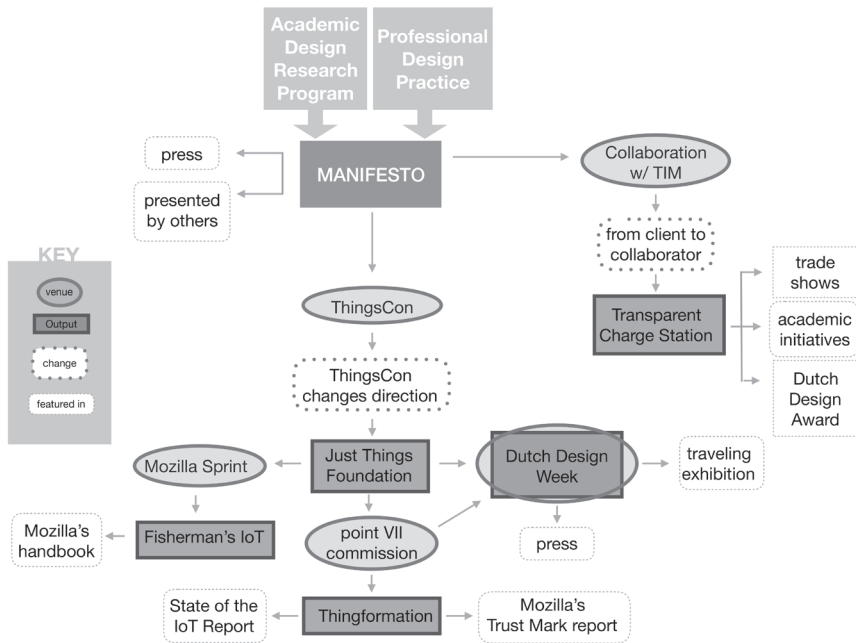 Academic
Design
Research
Program
Professional
Design
Practice
press
presented
by others
MANIFESTO
Collaboration
w/ TIM
from client to
collaborator
KEY
venue
Output
change
featured in
ThingsCon
Transparent
Charge Station
trade
shows
academic
initiatives
Dutch
Design
Award
ThingsCon
changes direction
Mozilla Sprint
Just Things
Foundation
Dutch Design
Week
traveling
exhibition
Mozilla's
handbook
Fisherman's IoT
point VII
commission
press
State of the
IoT Report
Thingformation
Mozilla's
Trust Mark report